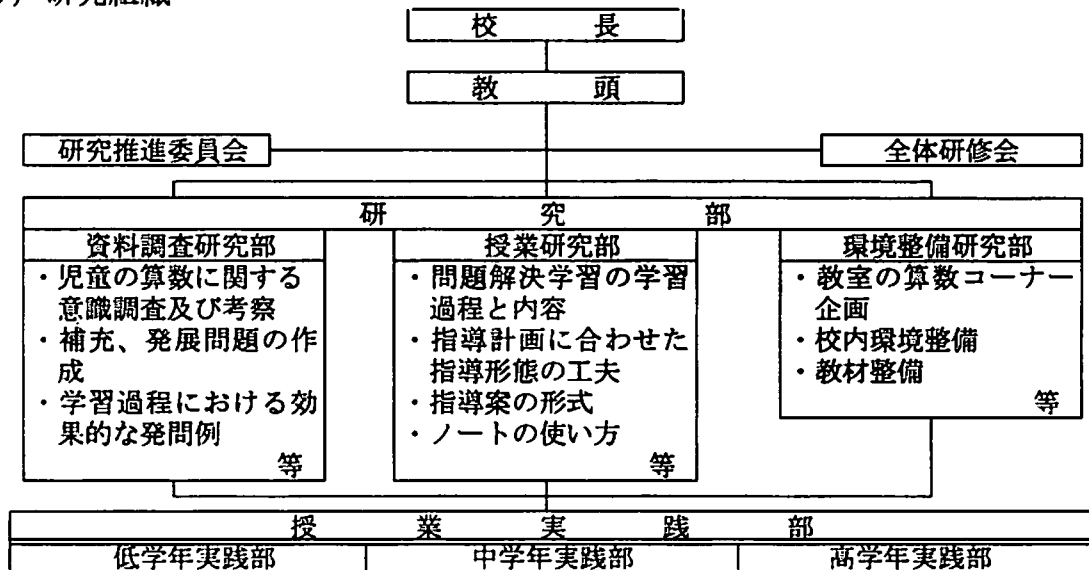 研究組織
校長
教頭
研究推進委員会
全体研修会
研究部
資料調査研究部
・児童の算数に関する
意識調査及び考察
・補充、発展問題の作
成
・学習過程における効
果的な発問例
等
授業研究部
・問題解決学習の学習
過程と内容
・指導計画に合わせた
指導形態の工夫
・指導案の形式
・ノートの使い方
等
環境整備研究部
・教室の算数コーナー
企画
・校内環境整備
・教材整備
等
授業実践部
低学年実践部
中学年実践部
高学年実践部